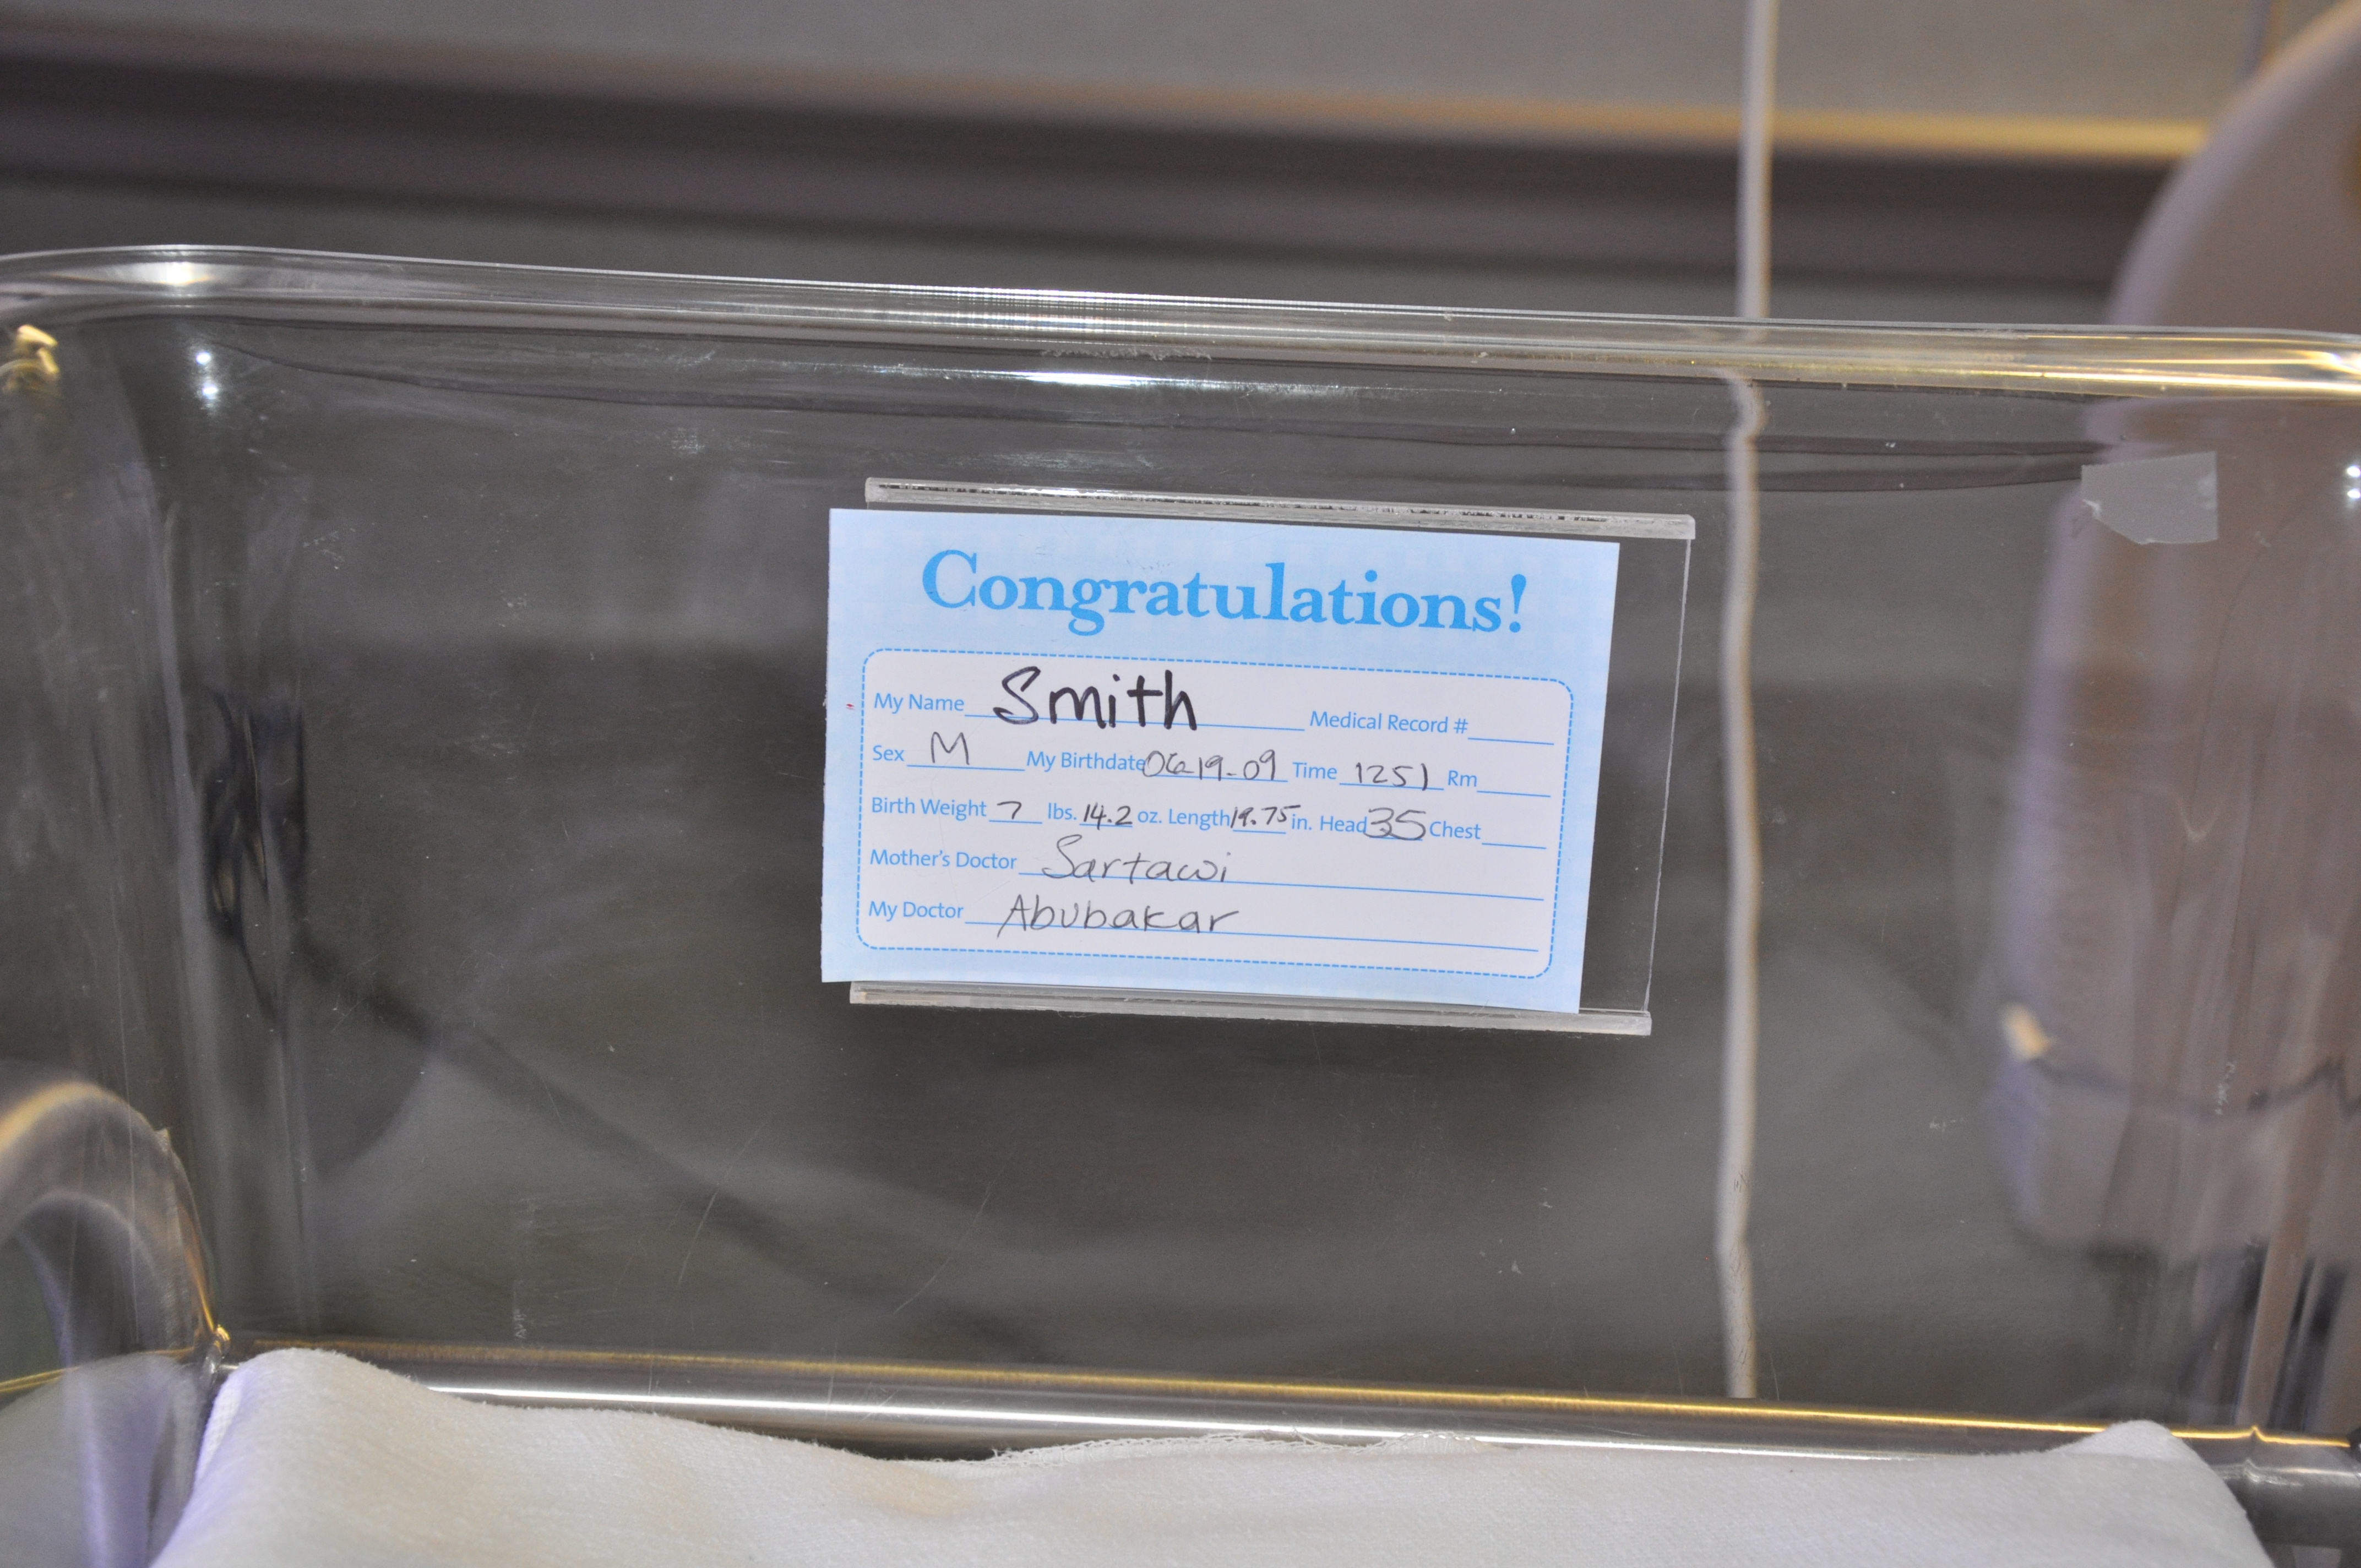 Congratulations!
My Name Smith Medical Record #
Sex M My Birthdate 06-19-09 Time 1251 Rm
Birth Weight 7 lbs. 14.2 oz. Length 19.75 in. Head 35 Chest
Mother's Doctor Sartawi
My Doctor Abubakar